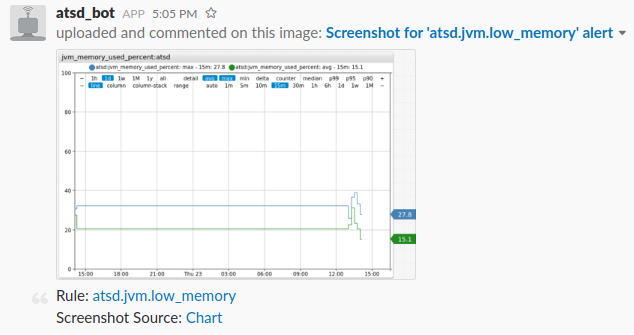 atsd_bot APP 5:05 PM
uploaded and commented on this image: Screenshot for 'atsd.jvm.low_memory' alert
jvm_memory_used_percent:atsd
atsd:jvm_memory_used_percent: max - 15m: 27.8 atsd:jvm_memory_used_percent: avg - 15m: 15.1
− 1h 1d 1w 1M 1y all detail avg max min delta counter median p99 p95 p90 +
− line column column-stack range auto 1m 5m 10m 15m 30m 1h 6h 1d 1w 1M −
100
80
60
40
27.8
20
15.1
0
15:00 18:00 21:00 Thu 23 03:00 06:00 09:00 12:00 15:00
Rule: atsd.jvm.low_memory
Screenshot Source: Chart